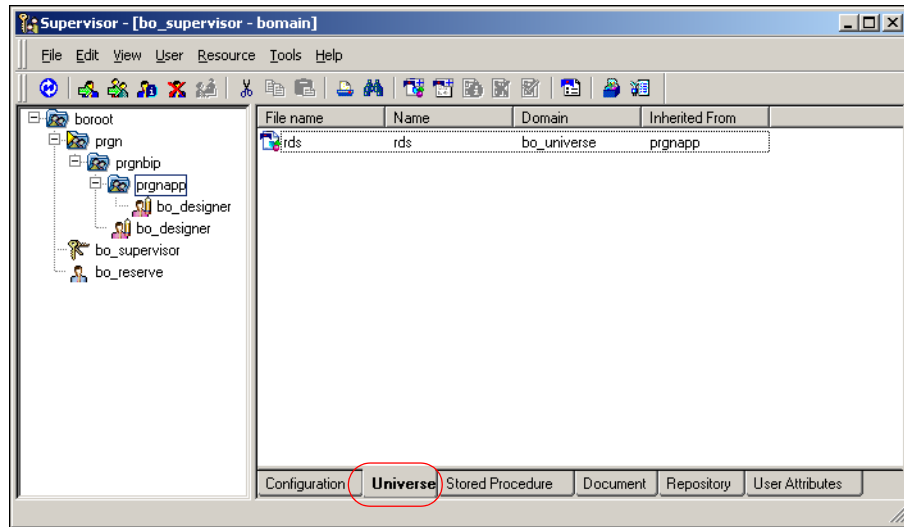 Supervisor - [bo_supervisor - bomain]
File Edit View User Resource Tools Help
boroot
prgn
prgnbip
prgnapp
bo_designer
bo_designer
bo_supervisor
bo_reserve
File name Name Domain Inherited From
rds rds bo_universe prgnapp
Configuration Universe Stored Procedure Document Repository User Attributes